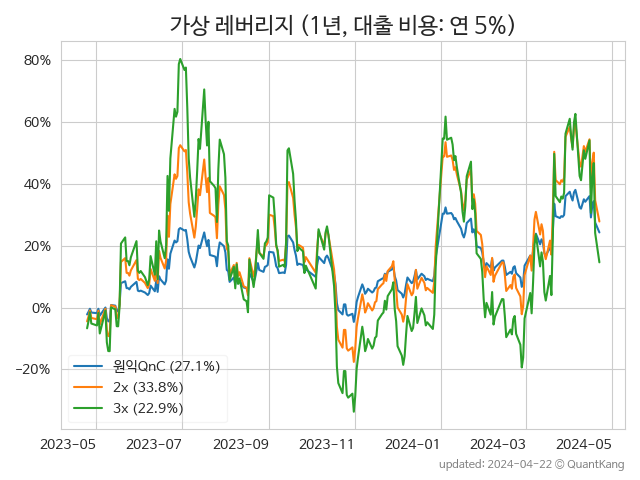 가상 레버리지 (1년, 대출 비용: 연 5%)
80%
60%
40%
20%
0%
−20%
원익QnC (27.1%)
2x (33.8%)
3x (22.9%)
2023-05 2023-07 2023-09 2023-11 2024-01 2024-03 2024-05
updated: 2024-04-22 © QuantKang